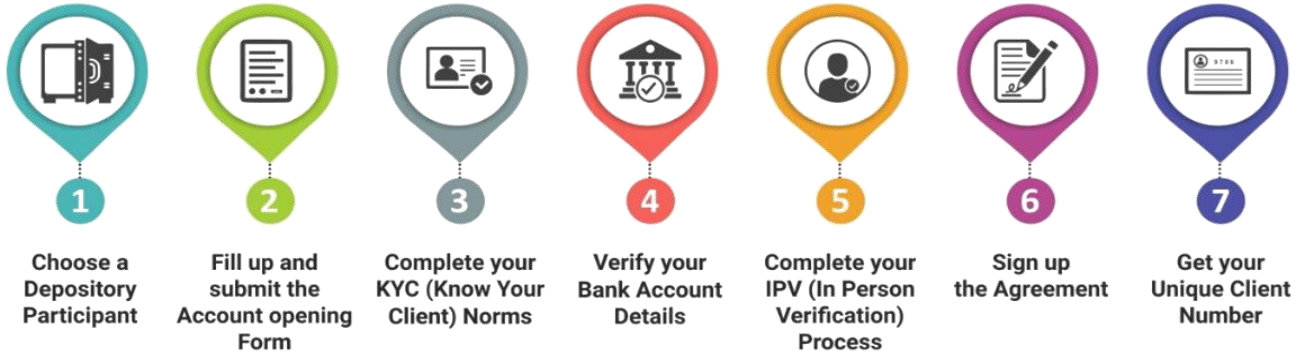 1
Choose a
Depository
Participant
2
Fill up and
submit the
Account opening
Form
3
Complete your
KYC (Know Your
Client) Norms
4
Verify your
Bank Account
Details
5
Complete your
IPV (In Person
Verification)
Process
6
Sign up
the Agreement
9786
7
Get your
Unique Client
Number